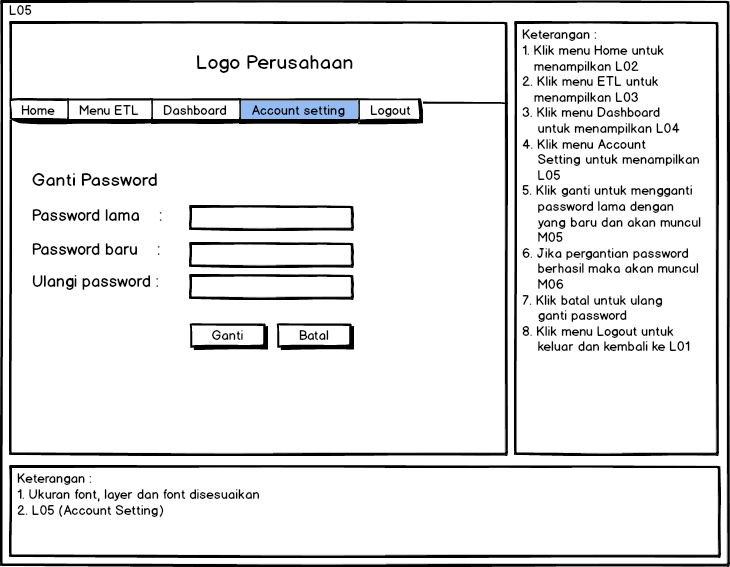 L05
Logo Perusahaan
Home Menu ETL Dashboard Account setting Logout
Ganti Password
Password lama :
Password baru :
Ulangi password :
Ganti Batal
Keterangan :
1. Klik menu Home untuk
menampilkan L02
2. Klik menu ETL untuk
menampilkan L03
3. Klik menu Dashboard
untuk menampilkan L04
4. Klik menu Account
Setting untuk menampilkan
L05
5. Klik ganti untuk mengganti
password lama dengan
yang baru dan akan muncul
M05
6. Jika pergantian password
berhasil maka akan muncul
M06
7. Klik batal untuk ulang
ganti password
8. Klik menu Logout untuk
keluar dan kembali ke L01
Keterangan :
1. Ukuran font, layer dan font disesuaikan
2. L05 (Account Setting)